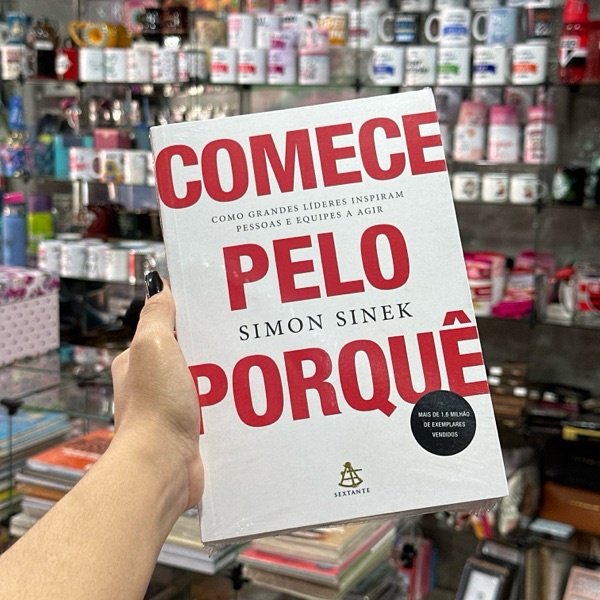 COMECE
COMO GRANDES LÍDERES INSPIRAM
PESSOAS E EQUIPES A AGIR
PELO
SIMON SINEK
PORQUÊ
MAIS DE 1,6 MILHÃO
DE EXEMPLARES
VENDIDOS
SEXTANTE